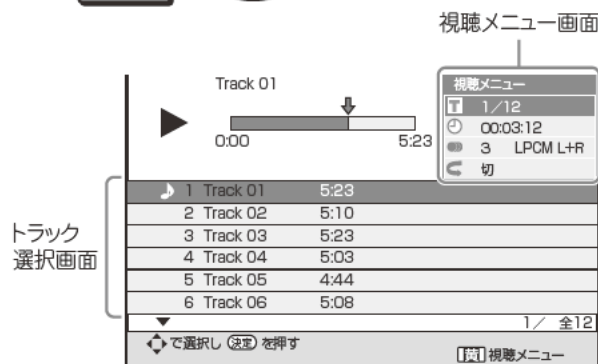 視聴メニュー画面
Track 01
0:00 5:23
視聴メニュー
T 1/12
00:03:12
3 LPCM L+R
切
トラック
選択画面
1 Track 01 5:23
2 Track 02 5:10
3 Track 03 5:23
4 Track 04 5:03
5 Track 05 4:44
6 Track 06 5:08
1/ 全12
で選択し 決定 を押す
黄 視聴メニュー